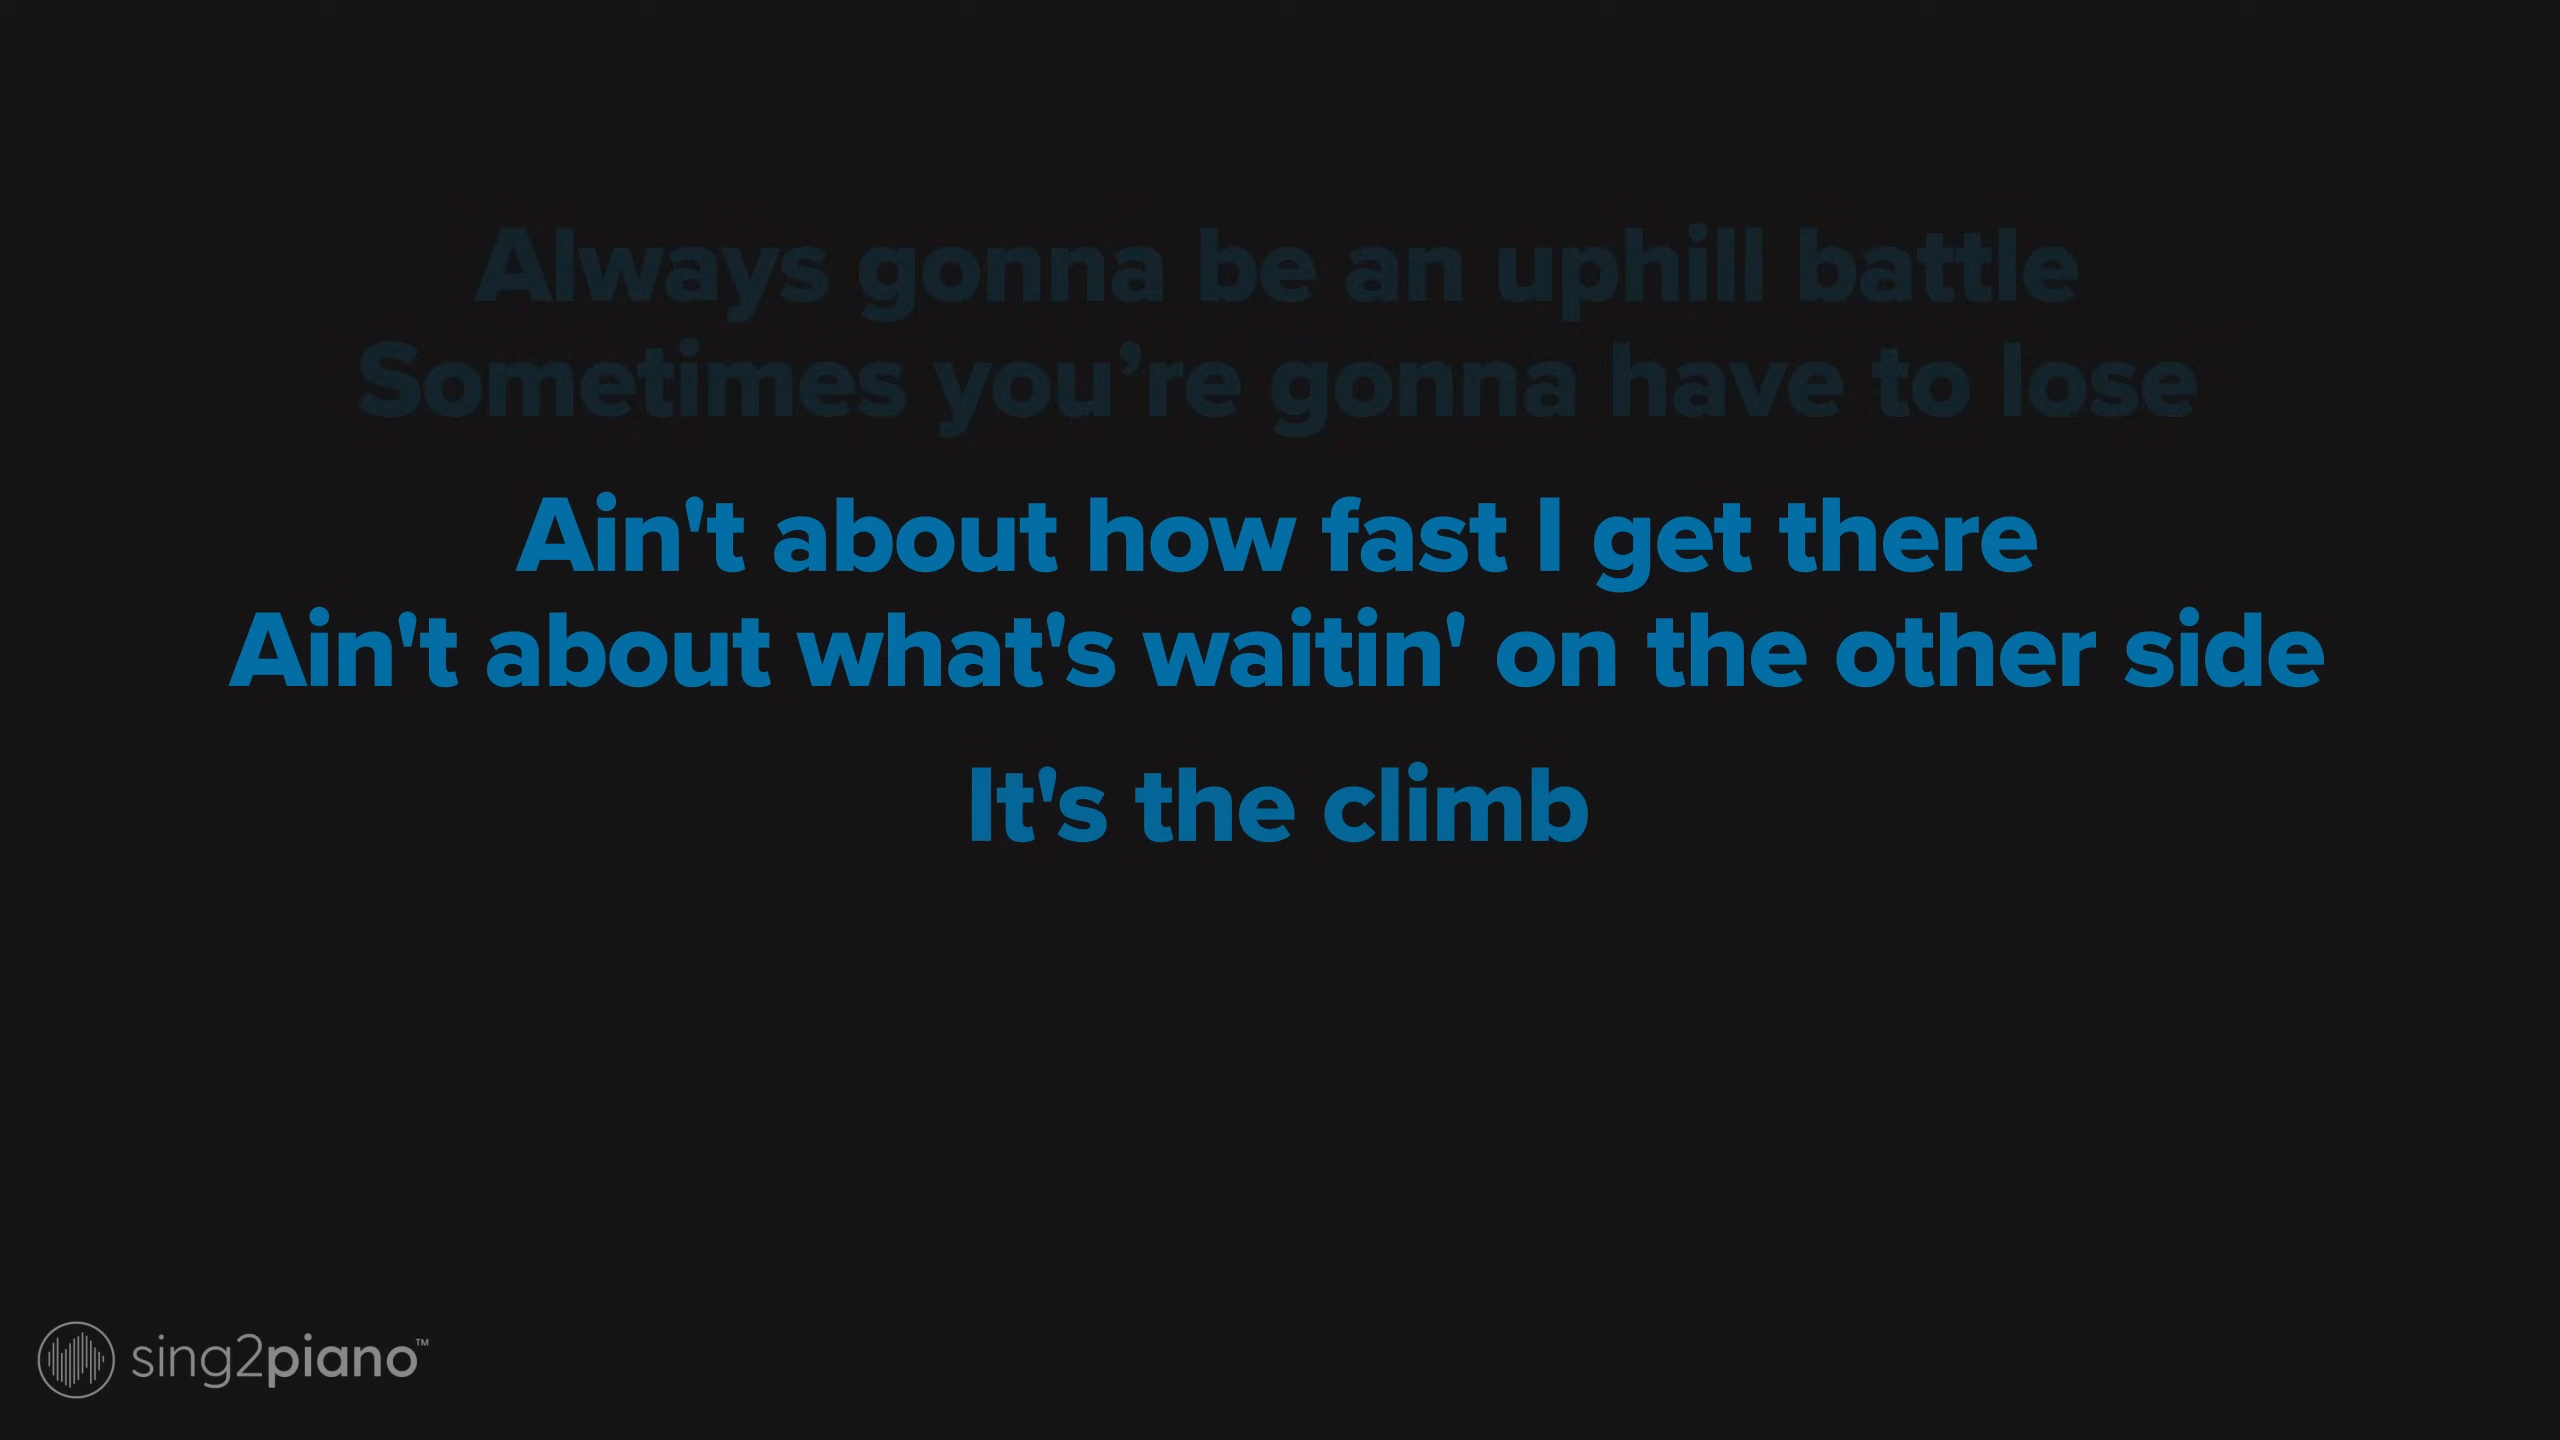 Always gonna be an uphill battle
Sometimes you’re gonna have to lose
Ain't about how fast I get there
Ain't about what's waitin' on the other side
It's the climb
sing2piano™